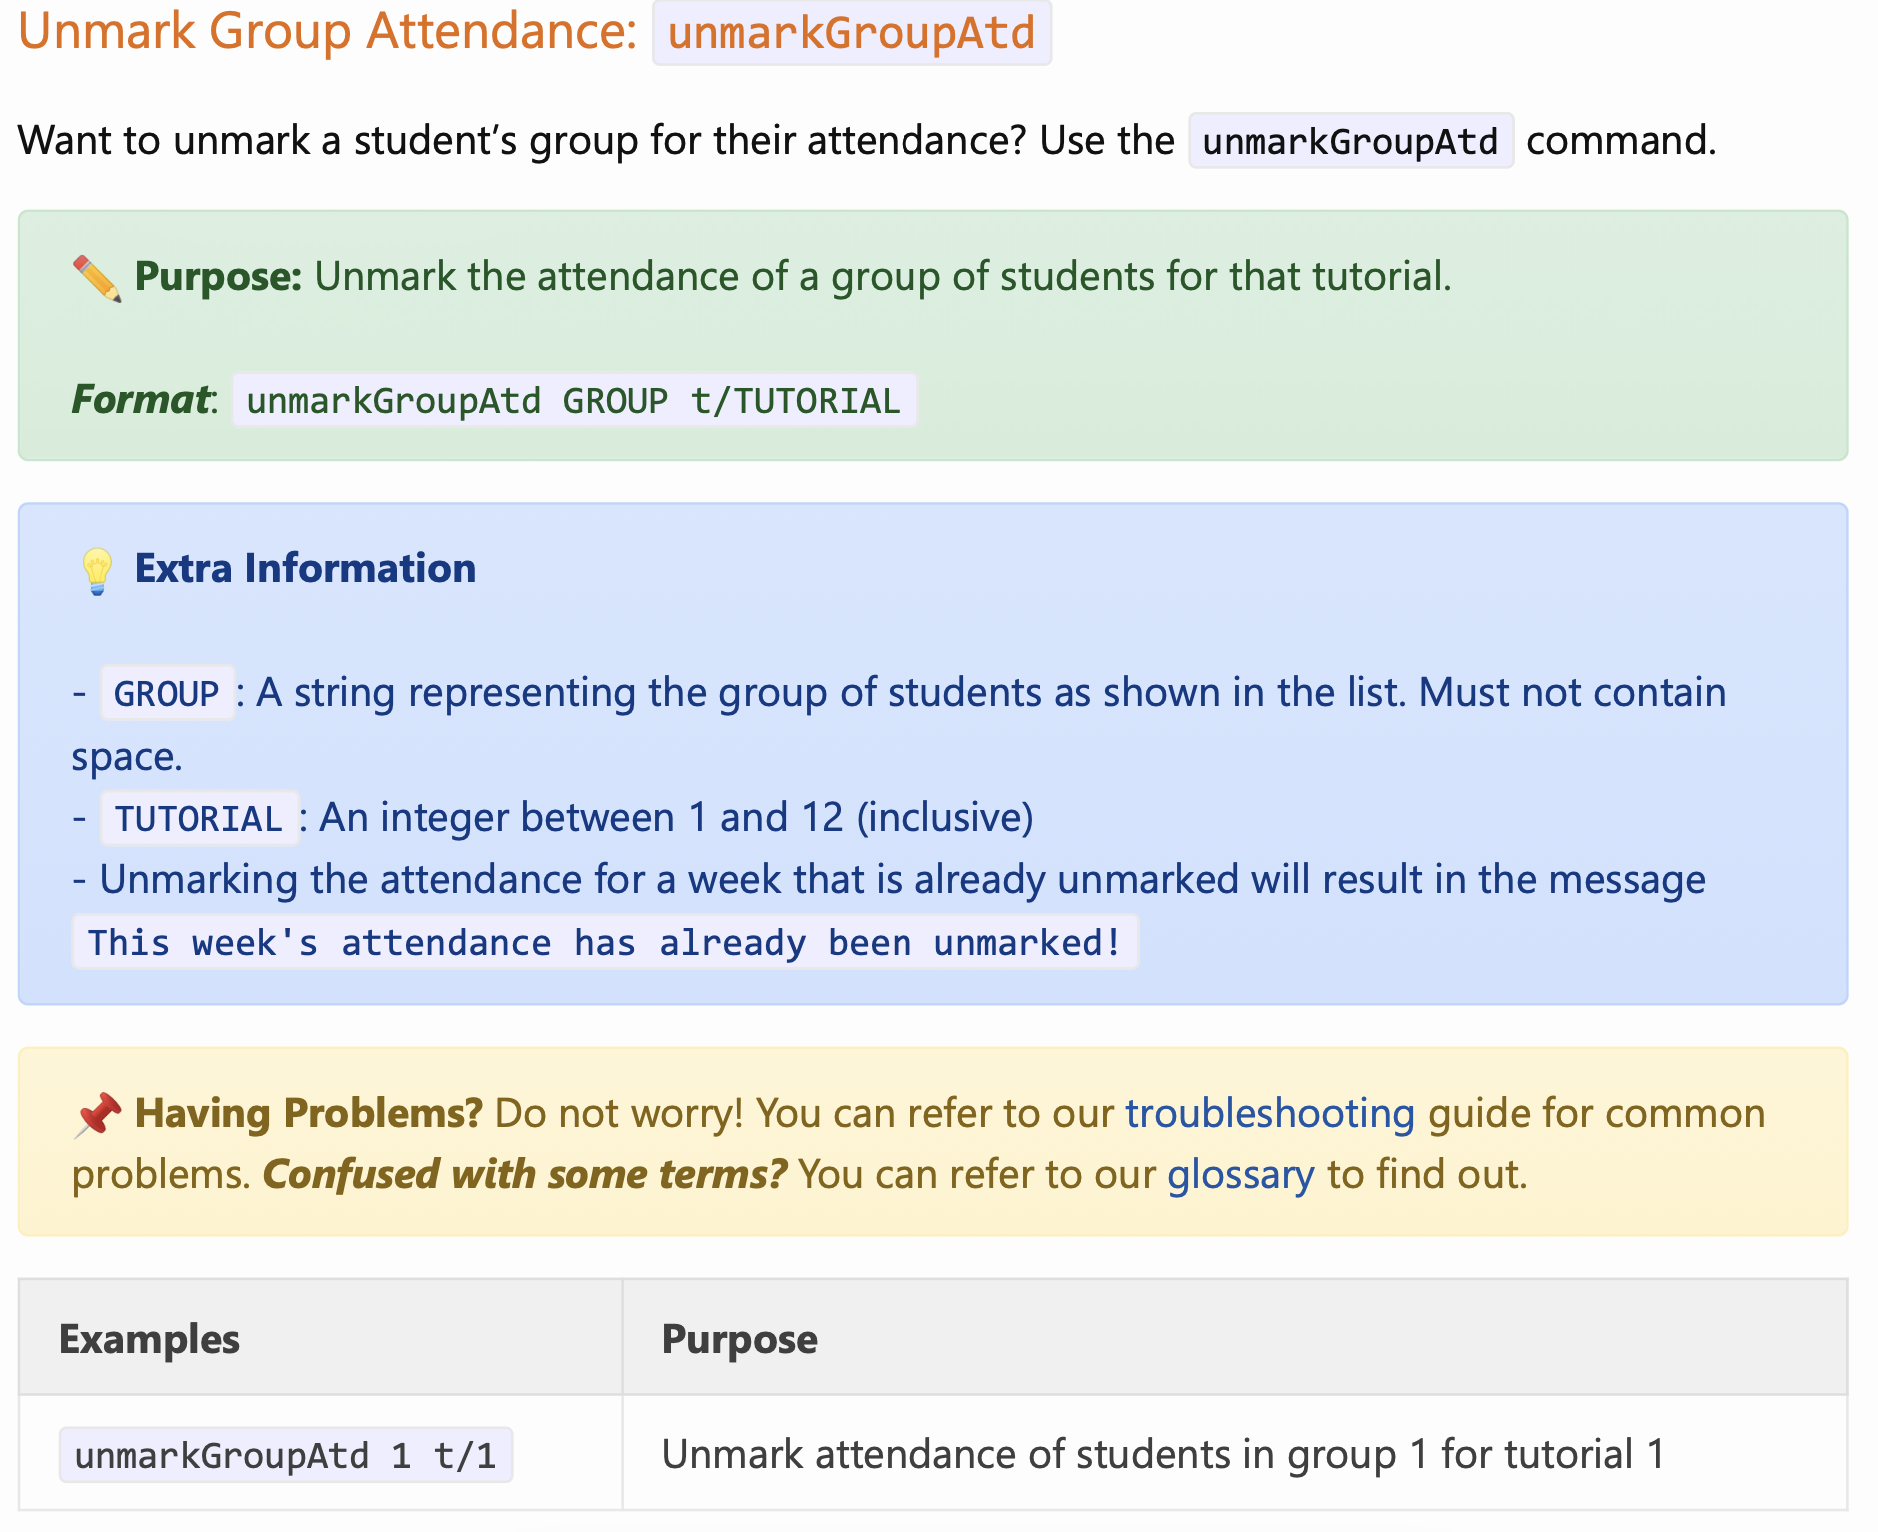 Unmark Group Attendance: unmarkGroupAtd
Want to unmark a student’s group for their attendance? Use the unmarkGroupAtd command.
Purpose: Unmark the attendance of a group of students for that tutorial.
Format: unmarkGroupAtd GROUP t/TUTORIAL
Extra Information
- GROUP: A string representing the group of students as shown in the list. Must not contain
space.
- TUTORIAL: An integer between 1 and 12 (inclusive)
- Unmarking the attendance for a week that is already unmarked will result in the message
This week's attendance has already been unmarked!
Having Problems? Do not worry! You can refer to our troubleshooting guide for common
problems. Confused with some terms? You can refer to our glossary to find out.
Examples Purpose
unmarkGroupAtd 1 t/1 Unmark attendance of students in group 1 for tutorial 1